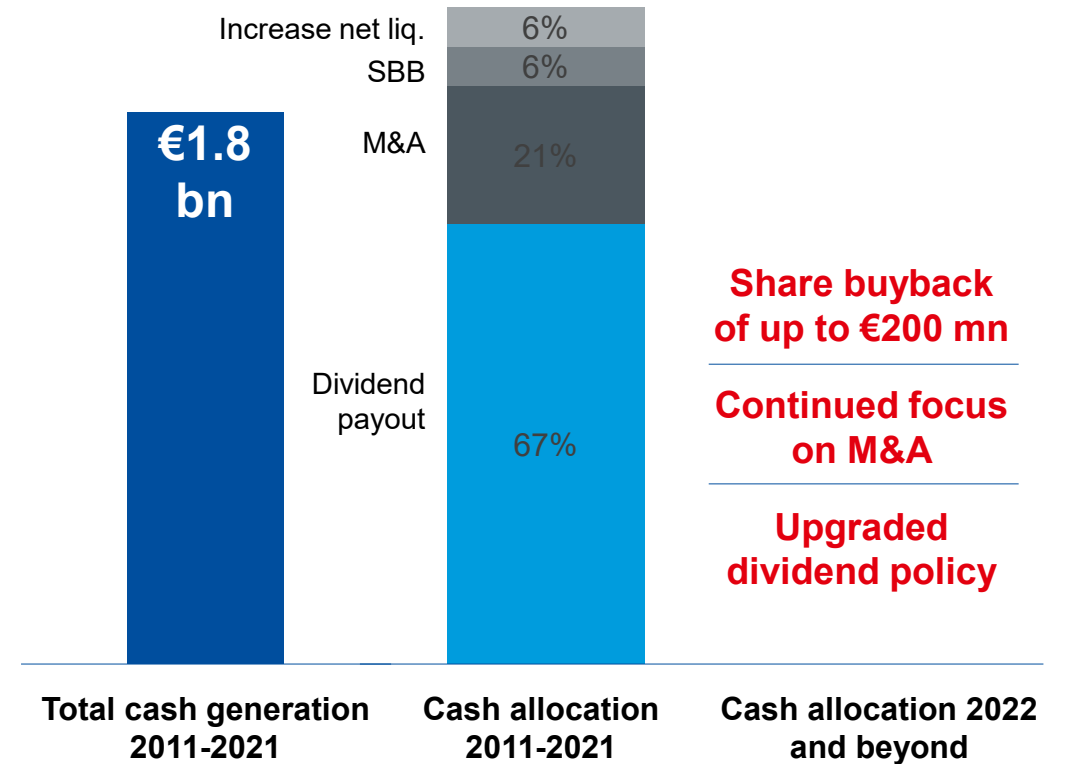 Increase net liq.
6%
SBB
6%
€1.8
bn
M&A
21%
Share buyback
of up to €200 mn
Dividend
payout
67%
Continued focus
on M&A
Upgraded
dividend policy
Total cash generation
2011-2021
Cash allocation
2011-2021
Cash allocation 2022
and beyond